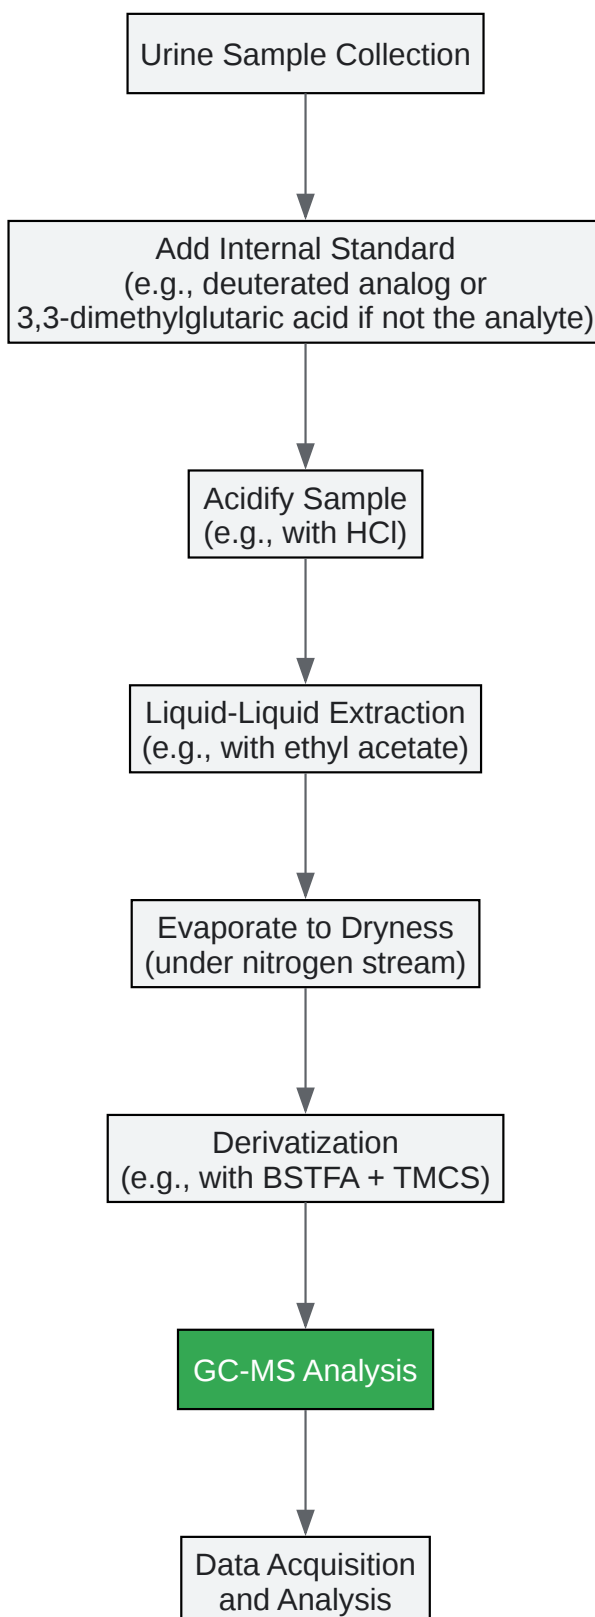 Urine Sample Collection
Add Internal Standard
(e.g., deuterated analog or
3,3-dimethylglutaric acid if not the analyte)
Acidify Sample
(e.g., with HCl)
Liquid-Liquid Extraction
(e.g., with ethyl acetate)
Evaporate to Dryness
(under nitrogen stream)
Derivatization
(e.g., with BSTFA + TMCS)
GC-MS Analysis
Data Acquisition
and Analysis